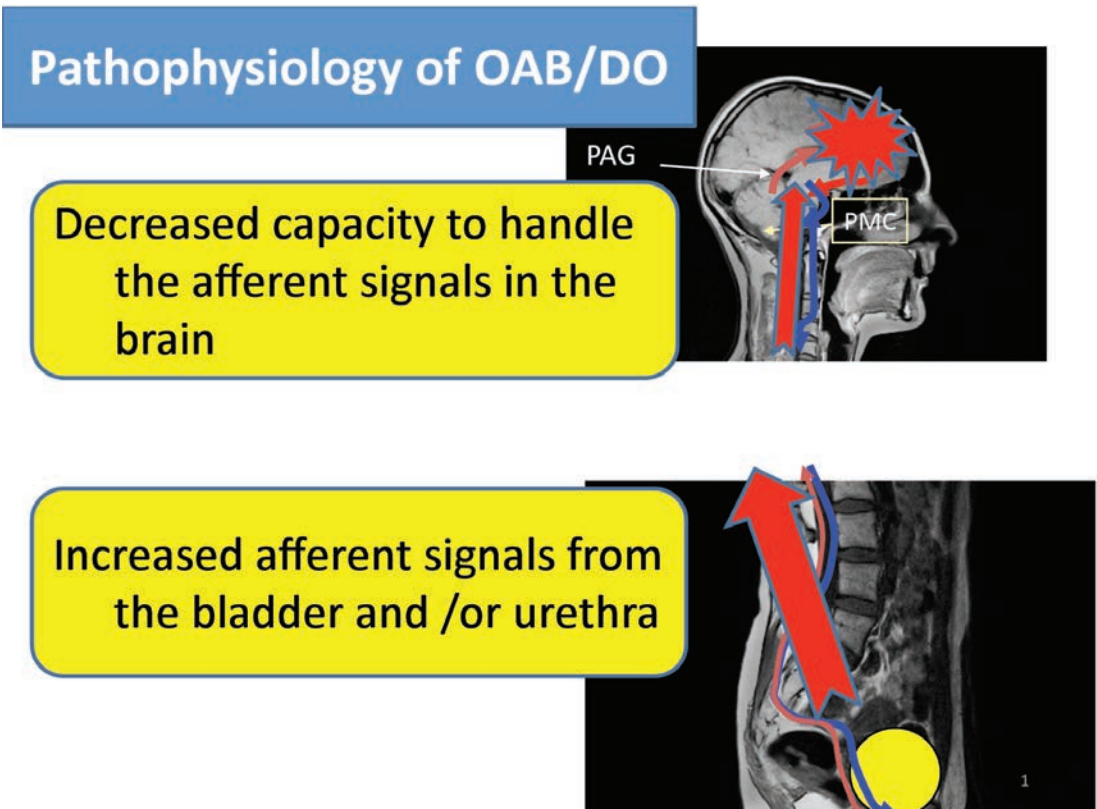 Pathophysiology of OAB/DO
PAG
PMC
Decreased capacity to handle
the afferent signals in the
brain
Increased afferent signals from
the bladder and /or urethra
1